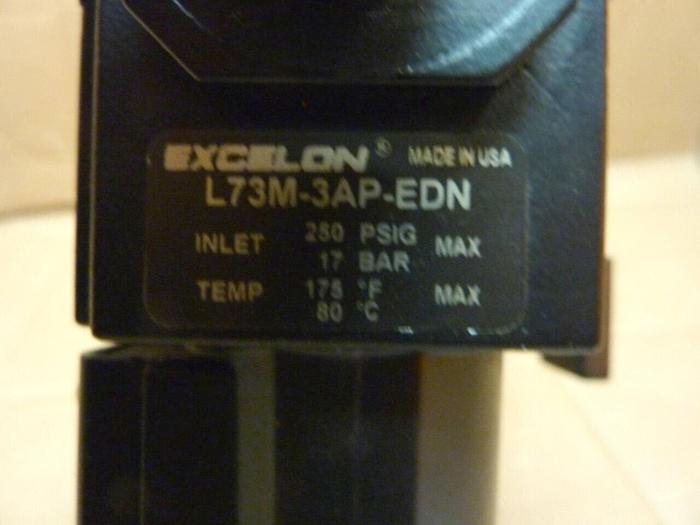 EXCELON® MADE IN USA
L73M-3AP-EDN
INLET 250 PSIG MAX
17 BAR
TEMP 175 °F MAX
80 °C